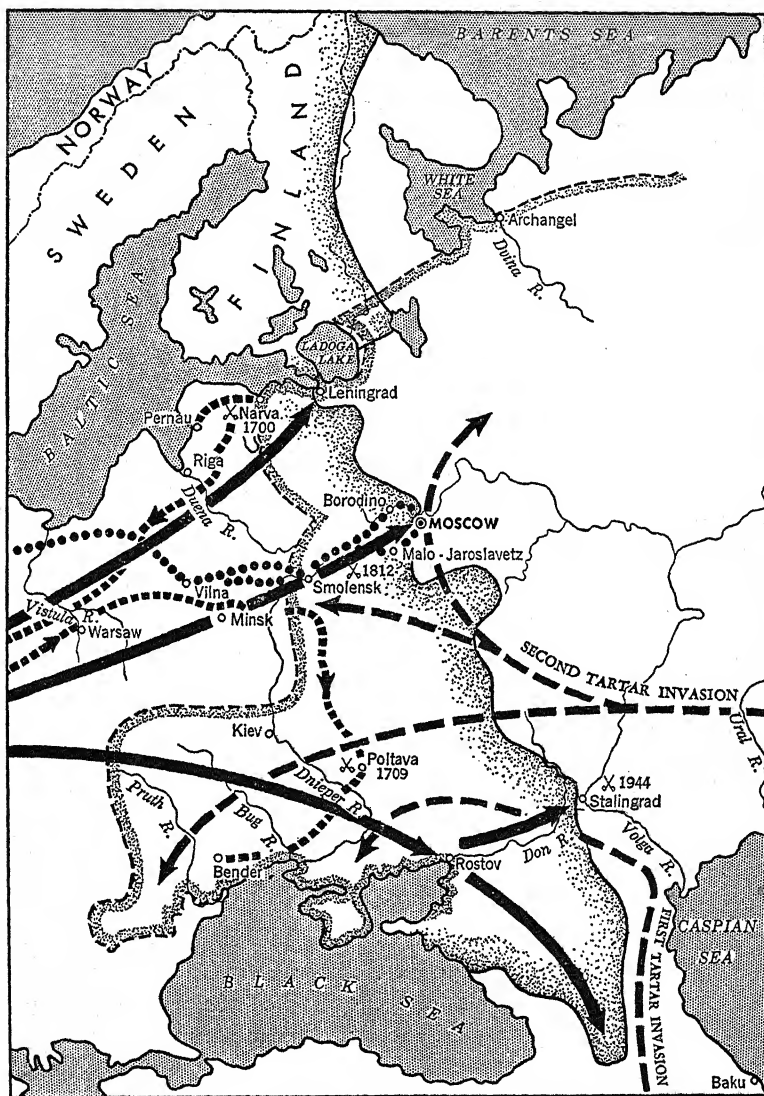 BARENTS SEA
NORWAY
SWEDEN
FINLAND
WHITE SEA
Archangel
Dvina R.
BALTIC SEA
LADOGA LAKE
Leningrad
Pernau
Narva 1700
Riga
Duena R.
Borodino
MOSCOW
Malo-Jaroslavetz
1812
Smolensk
Vilna
Vistula R.
Warsaw
Minsk
SECOND TARTAR INVASION
Ural R.
Kiev
Poltava 1709
Dnieper R.
1944
Stalingrad
Pruth R.
Bug R.
Volga R.
Bender
Rostov
Don R.
FIRST TARTAR INVASION
CASPIAN SEA
BLACK SEA
Baku